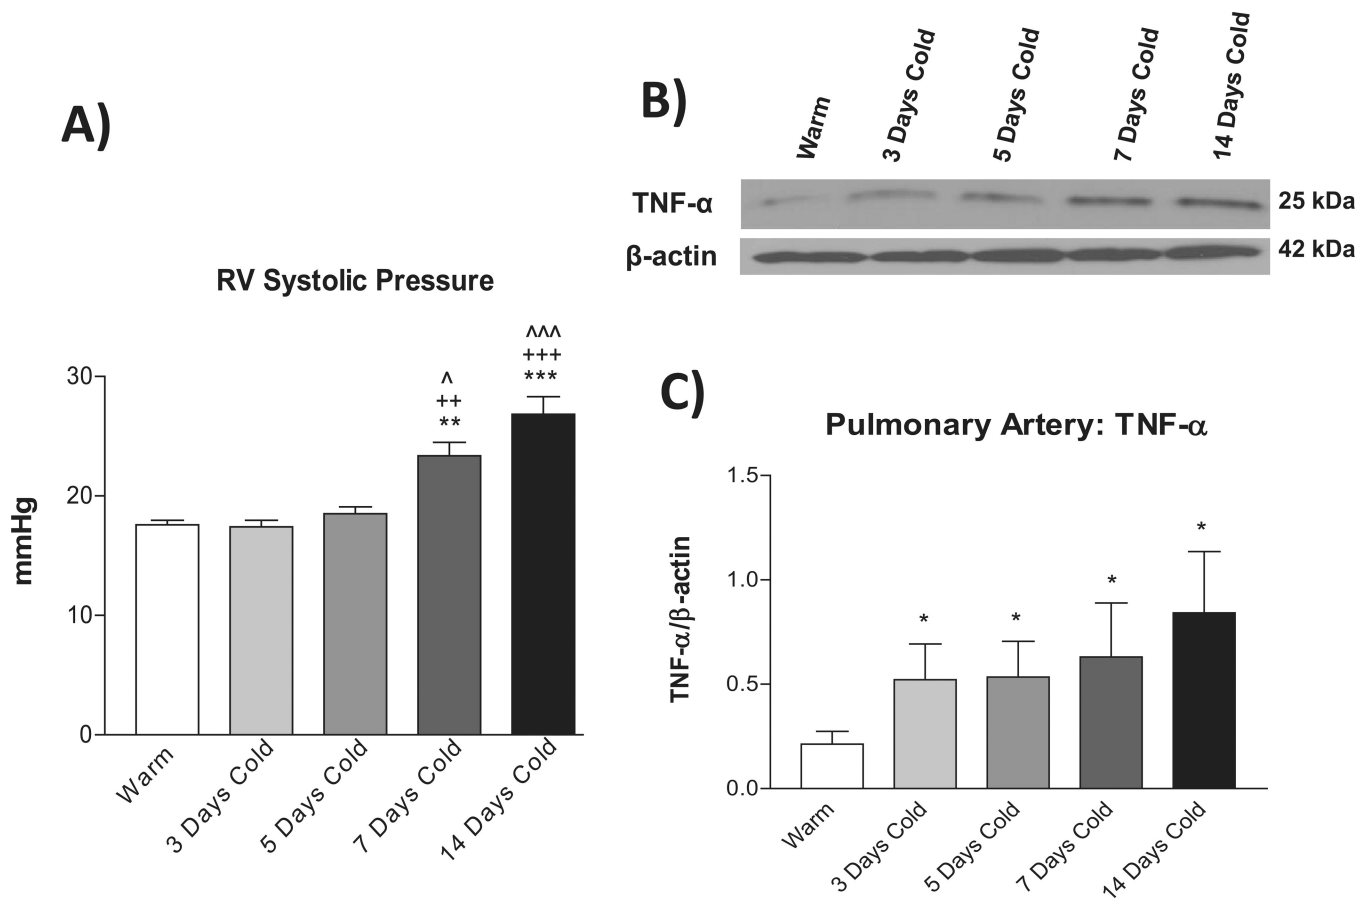 A)
RV Systolic Pressure
^^^
+++
***
^
++
**
30
20
10
0
mmHg
Warm
3 Days Cold
5 Days Cold
7 Days Cold
14 Days Cold
B)
Warm
3 Days Cold
5 Days Cold
7 Days Cold
14 Days Cold
TNF-α
25 kDa
β-actin
42 kDa
C)
Pulmonary Artery: TNF-α
1.5
1.0
0.5
0.0
TNF-α/β-actin
*
*
*
*
Warm
3 Days Cold
5 Days Cold
7 Days Cold
14 Days Cold